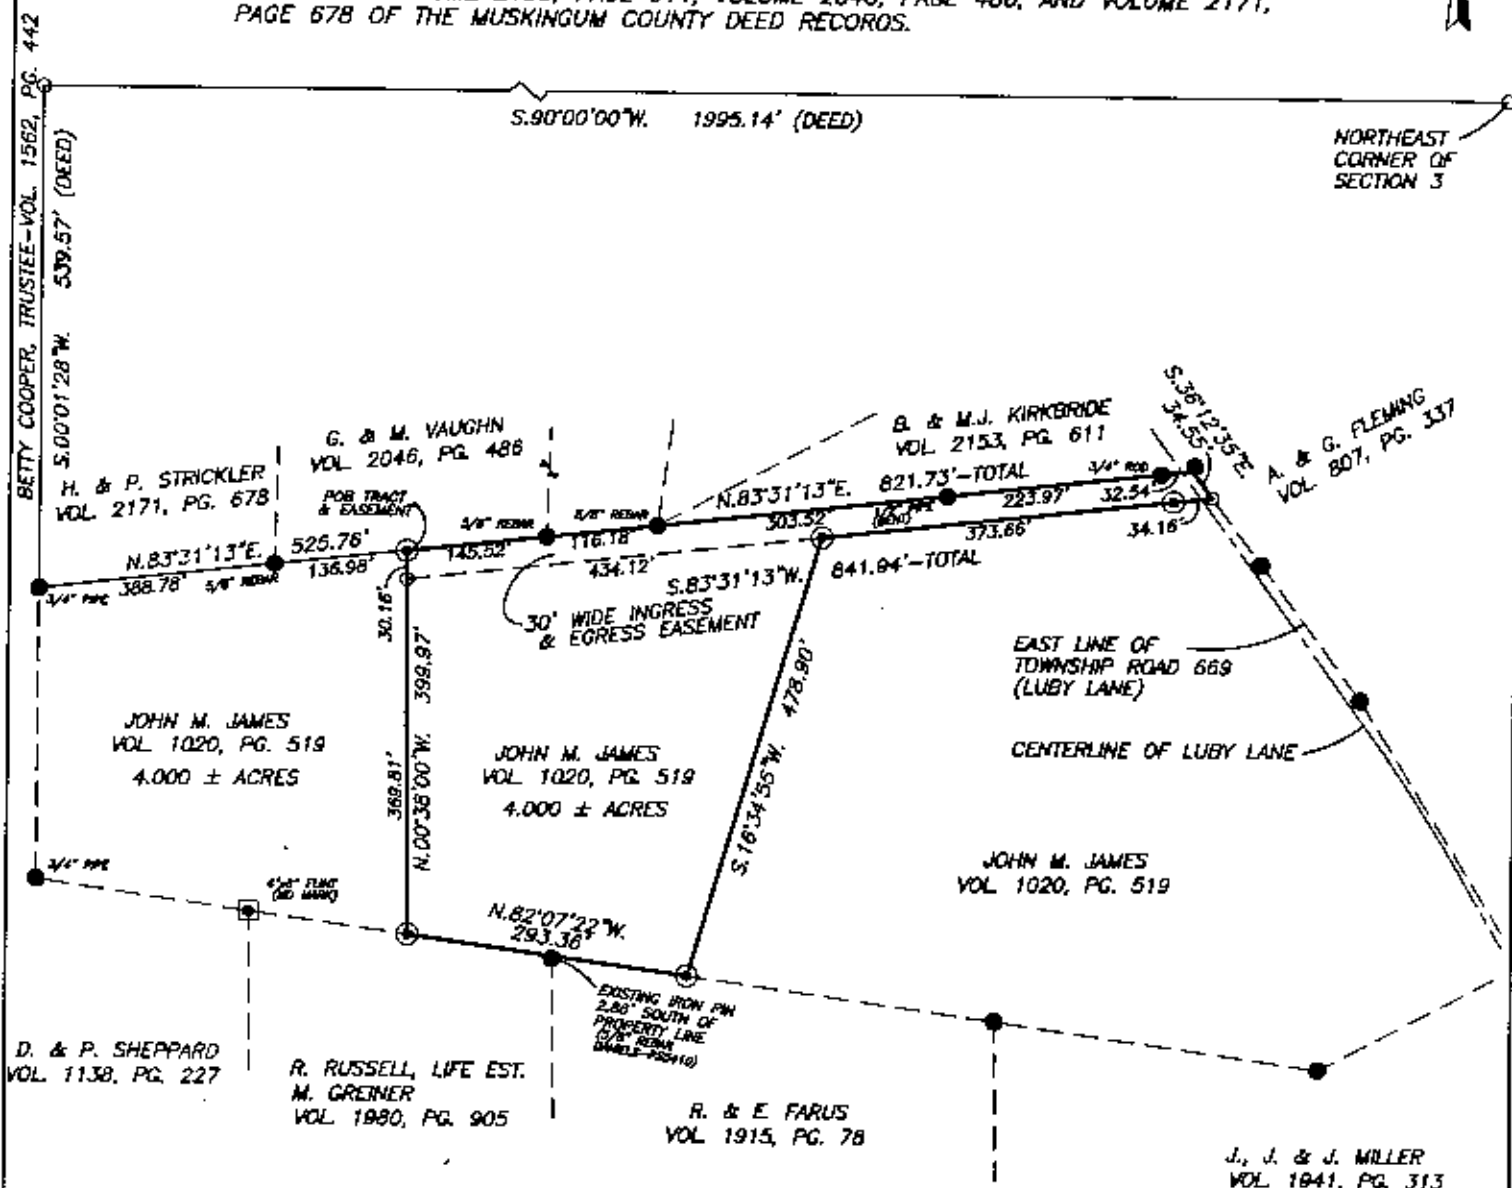 PAGE 678 OF THE MUSKINGUM COUNTY DEED RECORDS.
BETTY COOPER, TRUSTEE-VOL. 1562, PG. 442
S.90°00'00"W. 1995.14' (DEED)
NORTHEAST
CORNER OF
SECTION 3
S.00°01'28"W. 539.57' (DEED)
H. & P. STRICKLER
VOL. 2171, PG. 678
G. & M. VAUGHN
VOL. 2046, PG. 486
B. & M.J. KIRKBRIDE
VOL. 2153, PG. 611
S.36°12'35"E.
34.55'
A. & G. FLEMING
VOL. 807, PG. 337
POB TRACT
& EASEMENT
N.83°31'13"E. 525.76'
388.78'
136.98'
3/4" PIPE
5/8" REBAR
5/8" REBAR
5/8" REBAR
145.52'
116.18'
N.83°31'13"E. 821.73'-TOTAL
303.52'
(BEND)
223.97'
3/4" ROD
32.54'
34.16'
373.66'
434.12'
S.83°31'13"W. 841.94'-TOTAL
30' WIDE INGRESS
& EGRESS EASEMENT
30.16'
399.97'
369.81'
N.00°38'00"W.
S.16°34'55"W. 478.90'
EAST LINE OF
TOWNSHIP ROAD 669
(LUBY LANE)
CENTERLINE OF LUBY LANE
JOHN M. JAMES
VOL. 1020, PG. 519
4.000 ± ACRES
JOHN M. JAMES
VOL. 1020, PG. 519
4.000 ± ACRES
JOHN M. JAMES
VOL. 1020, PG. 519
3/4" PIPE
(NO MARK)
N.82°07'22"W.
293.36'
EXISTING IRON PIN
2.88' SOUTH OF
PROPERTY LINE
(5/8" REBAR
D. & P. SHEPPARD
VOL. 1138, PG. 227
R. RUSSELL, LIFE EST.
M. GREINER
VOL. 1980, PG. 905
R. & E. FARUS
VOL. 1915, PG. 78
J., J. & J. MILLER
VOL. 1941, PG. 313